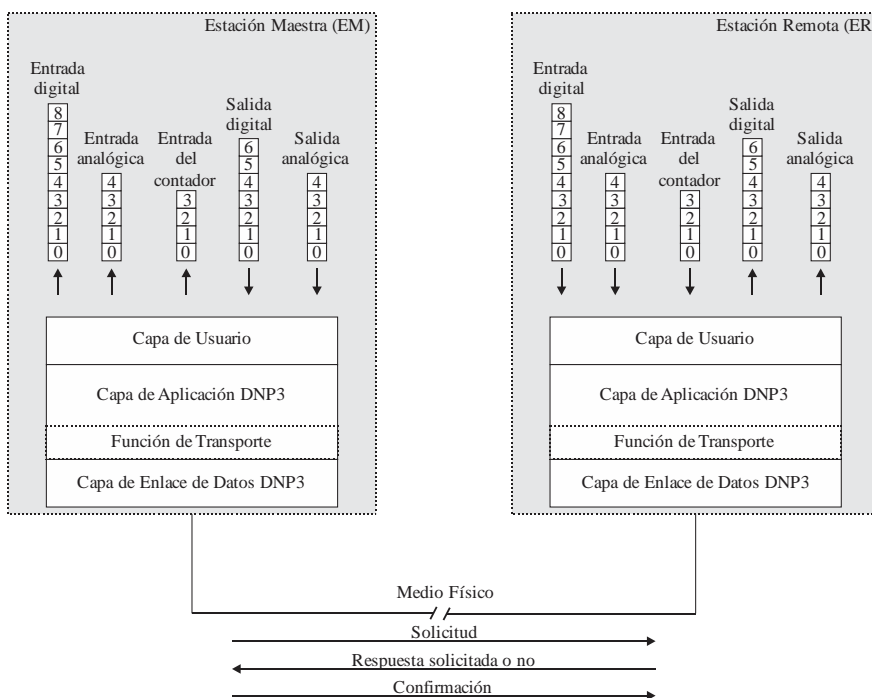 Estación Maestra (EM)
Entrada
digital
8
7
6
5
4
3
2
1
0
Entrada
analógica
4
3
2
1
0
Entrada
del
contador
3
2
1
0
Salida
digital
6
5
4
3
2
1
0
Salida
analógica
4
3
2
1
0
Capa de Usuario
Capa de Aplicación DNP3
Función de Transporte
Capa de Enlace de Datos DNP3
Estación Remota (ER
Entrada
digital
8
7
6
5
4
3
2
1
0
Entrada
analógica
4
3
2
1
0
Entrada
del
contador
3
2
1
0
Salida
digital
6
5
4
3
2
1
0
Salida
analógica
4
3
2
1
0
Capa de Usuario
Capa de Aplicación DNP3
Función de Transporte
Capa de Enlace de Datos DNP3
Medio Físico
Solicitud
Respuesta solicitada o no
Confirmación